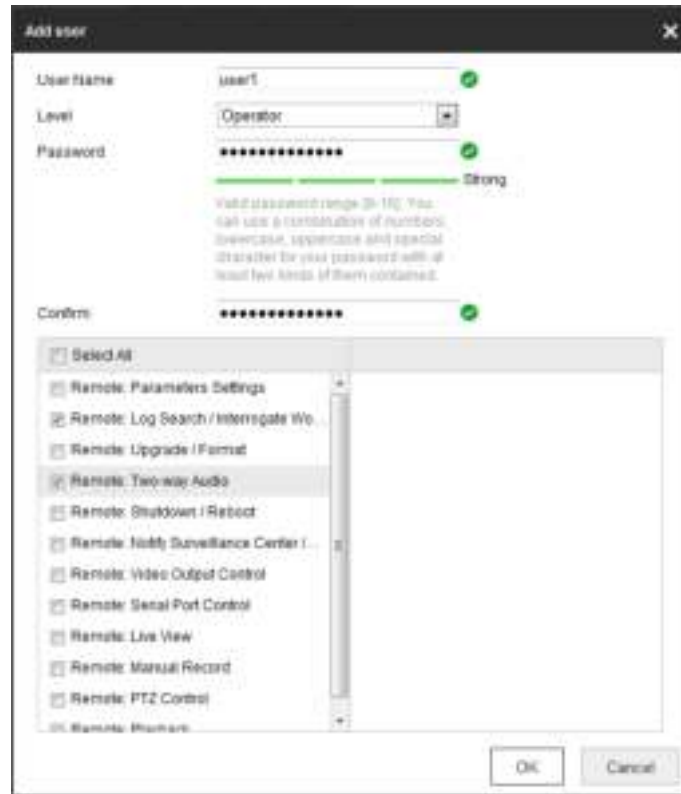 Add user
User Name user1
Level Operator
Password •••••••••••••
Strong
Valid password range [8-16]. You
can use a combination of numbers,
lowercase, uppercase and special
character for your password with at
least two kinds of them contained.
Confirm •••••••••••••
Select All
Remote: Parameters Settings
Remote: Log Search / Interrogate Wo...
Remote: Upgrade / Format
Remote: Two-way Audio
Remote: Shutdown / Reboot
Remote: Notify Surveillance Center / ...
Remote: Video Output Control
Remote: Serial Port Control
Remote: Live View
Remote: Manual Record
Remote: PTZ Control
Remote: Playback
OK
Cancel